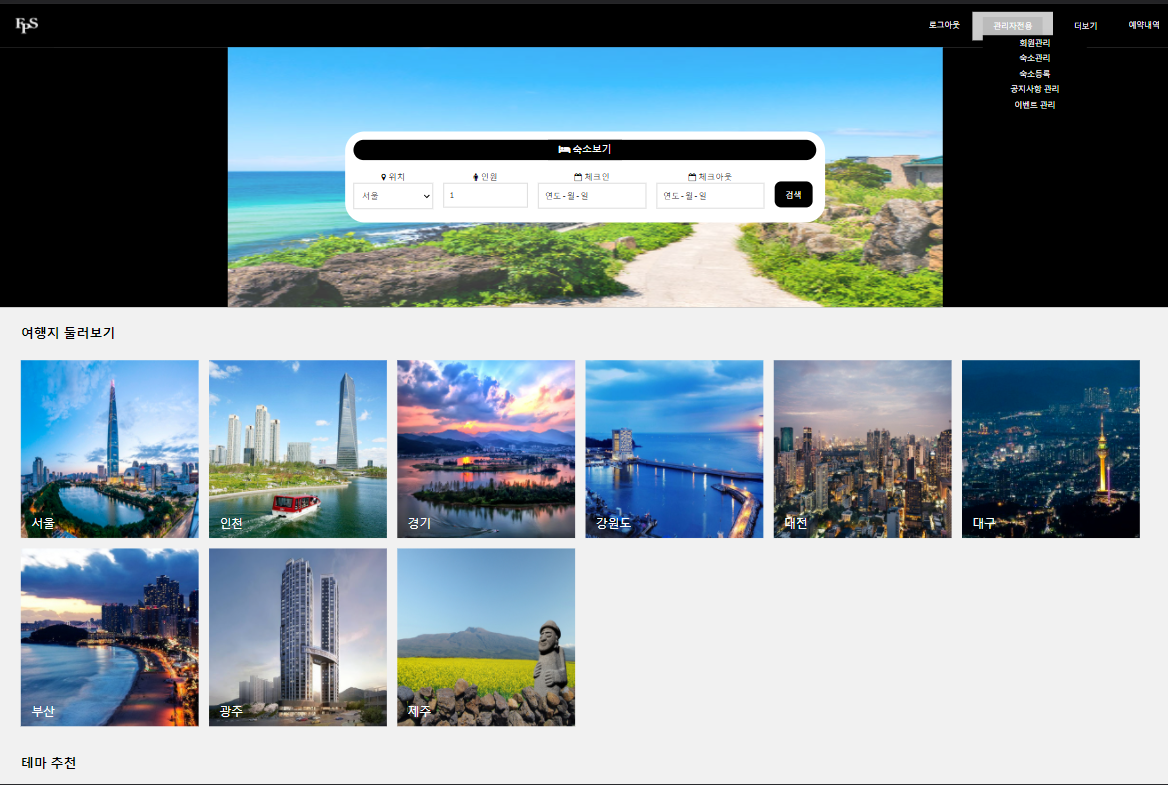 FPS
로그아웃 관리자전용 더보기 예약내역
회원관리
숙소관리
숙소등록
공지사항 관리
이벤트 관리
숙소보기
위치 인원 체크인 체크아웃
서울 1 연도-월-일 연도-월-일 검색
여행지 둘러보기
서울 인천 경기 강원도 대전 대구
부산 광주 제주
테마 추천